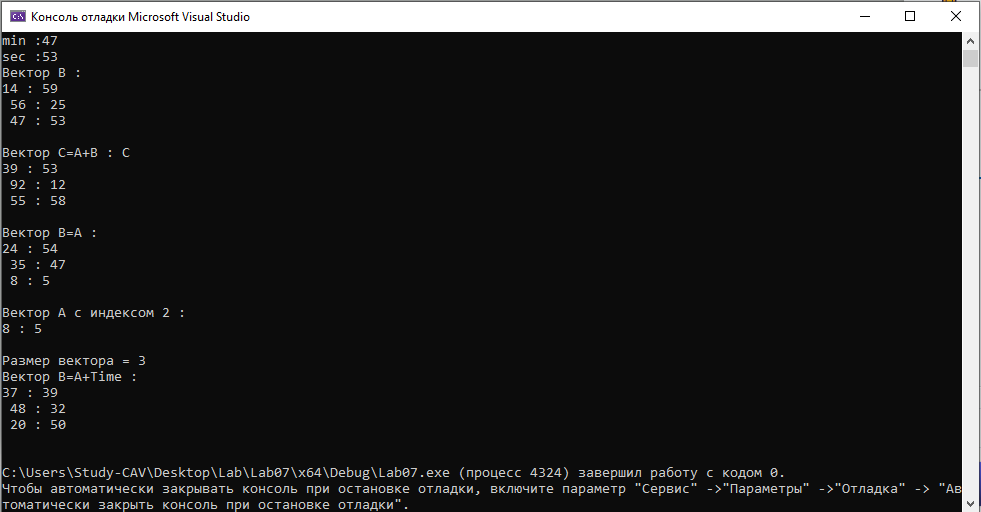 Консоль отладки Microsoft Visual Studio
min :47
sec :53
Вектор B :
14 : 59
56 : 25
47 : 53
Вектор C=A+B : C
39 : 53
92 : 12
55 : 58
Вектор B=A :
24 : 54
35 : 47
8 : 5
Вектор A с индексом 2 :
8 : 5
Размер вектора = 3
Вектор B=A+Time :
37 : 39
48 : 32
20 : 50
C:\Users\Study-CAV\Desktop\Lab\Lab07\x64\Debug\Lab07.exe (процесс 4324) завершил работу с кодом 0.
Чтобы автоматически закрывать консоль при остановке отладки, включите параметр "Сервис" ->"Параметры" ->"Отладка" -> "Ав
томатически закрыть консоль при остановке отладки".